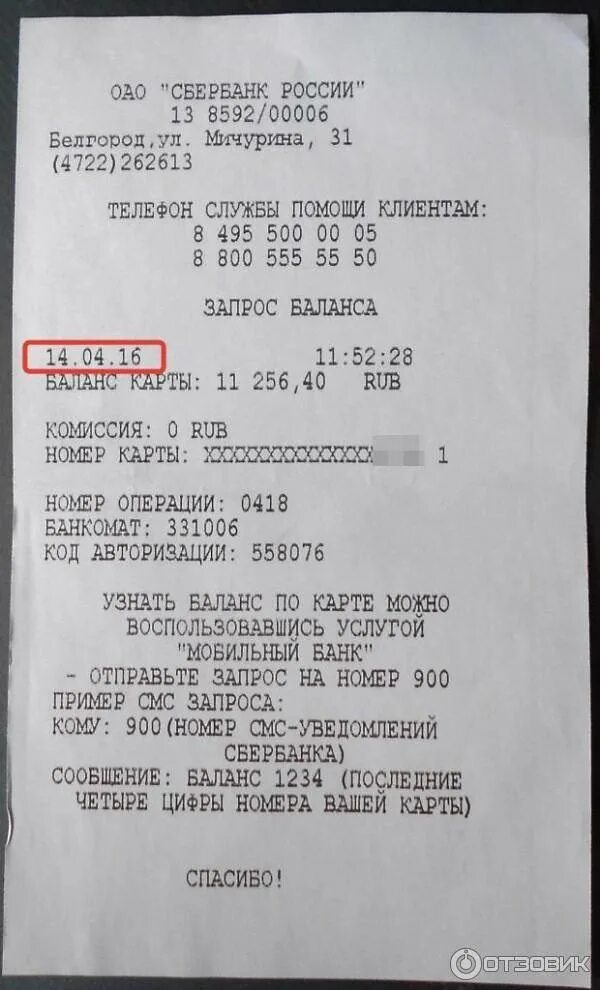 ОАО "СБЕРБАНК РОССИИ"
13 8592/00006
Белгород,ул. Мичурина, 31
(4722)262613
ТЕЛЕФОН СЛУЖБЫ ПОМОЩИ КЛИЕНТАМ:
8 495 500 00 05
8 800 555 55 50
ЗАПРОС БАЛАНСА
14.04.16 11:52:28
БАЛАНС КАРТЫ: 11 256,40 RUB
КОМИССИЯ: 0 RUB
НОМЕР КАРТЫ: XXXXXXXXXXXXXX 1
НОМЕР ОПЕРАЦИИ: 0418
БАНКОМАТ: 331006
КОД АВТОРИЗАЦИИ: 558076
УЗНАТЬ БАЛАНС ПО КАРТЕ МОЖНО
ВОСПОЛЬЗОВАВШИСЬ УСЛУГОЙ
"МОБИЛЬНЫЙ БАНК"
- ОТПРАВЬТЕ ЗАПРОС НА НОМЕР 900
ПРИМЕР СМС ЗАПРОСА:
КОМУ: 900(НОМЕР СМС-УВЕДОМЛЕНИЙ
СБЕРБАНКА)
СООБЩЕНИЕ: БАЛАНС 1234 (ПОСЛЕДНИЕ
ЧЕТЫРЕ ЦИФРЫ НОМЕРА ВАШЕЙ КАРТЫ)
СПАСИБО!
ОТЗОВИК